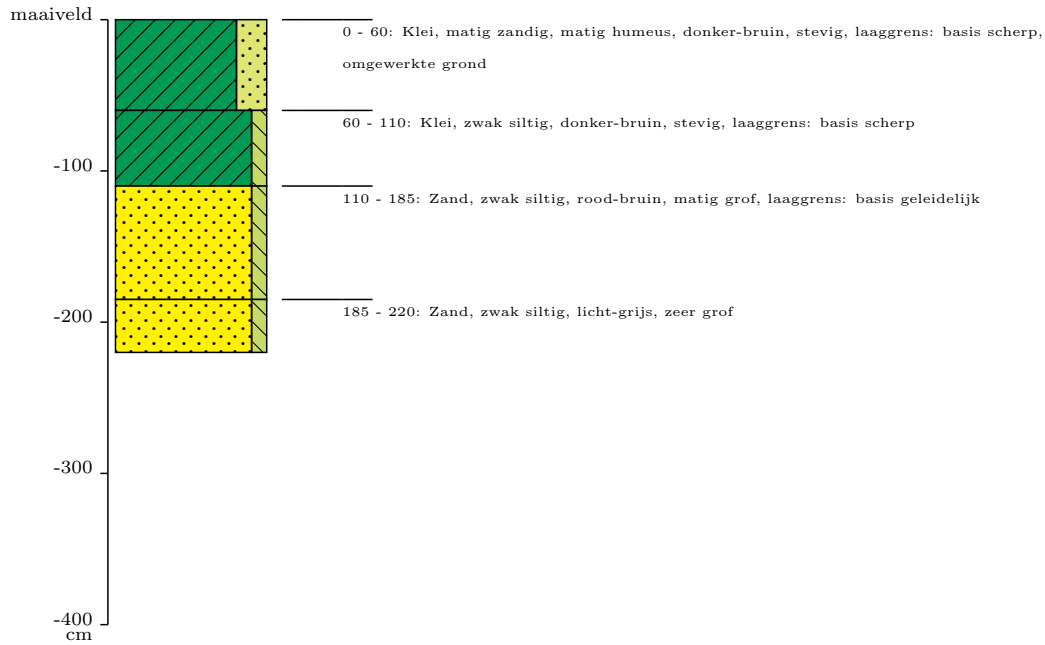 maaiveld
0 - 60: Klei, matig zandig, matig humeus, donker-bruin, stevig, laaggrens: basis scherp,
omgewerkte grond
60 - 110: Klei, zwak siltig, donker-bruin, stevig, laaggrens: basis scherp
-100
110 - 185: Zand, zwak siltig, rood-bruin, matig grof, laaggrens: basis geleidelijk
185 - 220: Zand, zwak siltig, licht-grijs, zeer grof
-200
-300
-400
cm